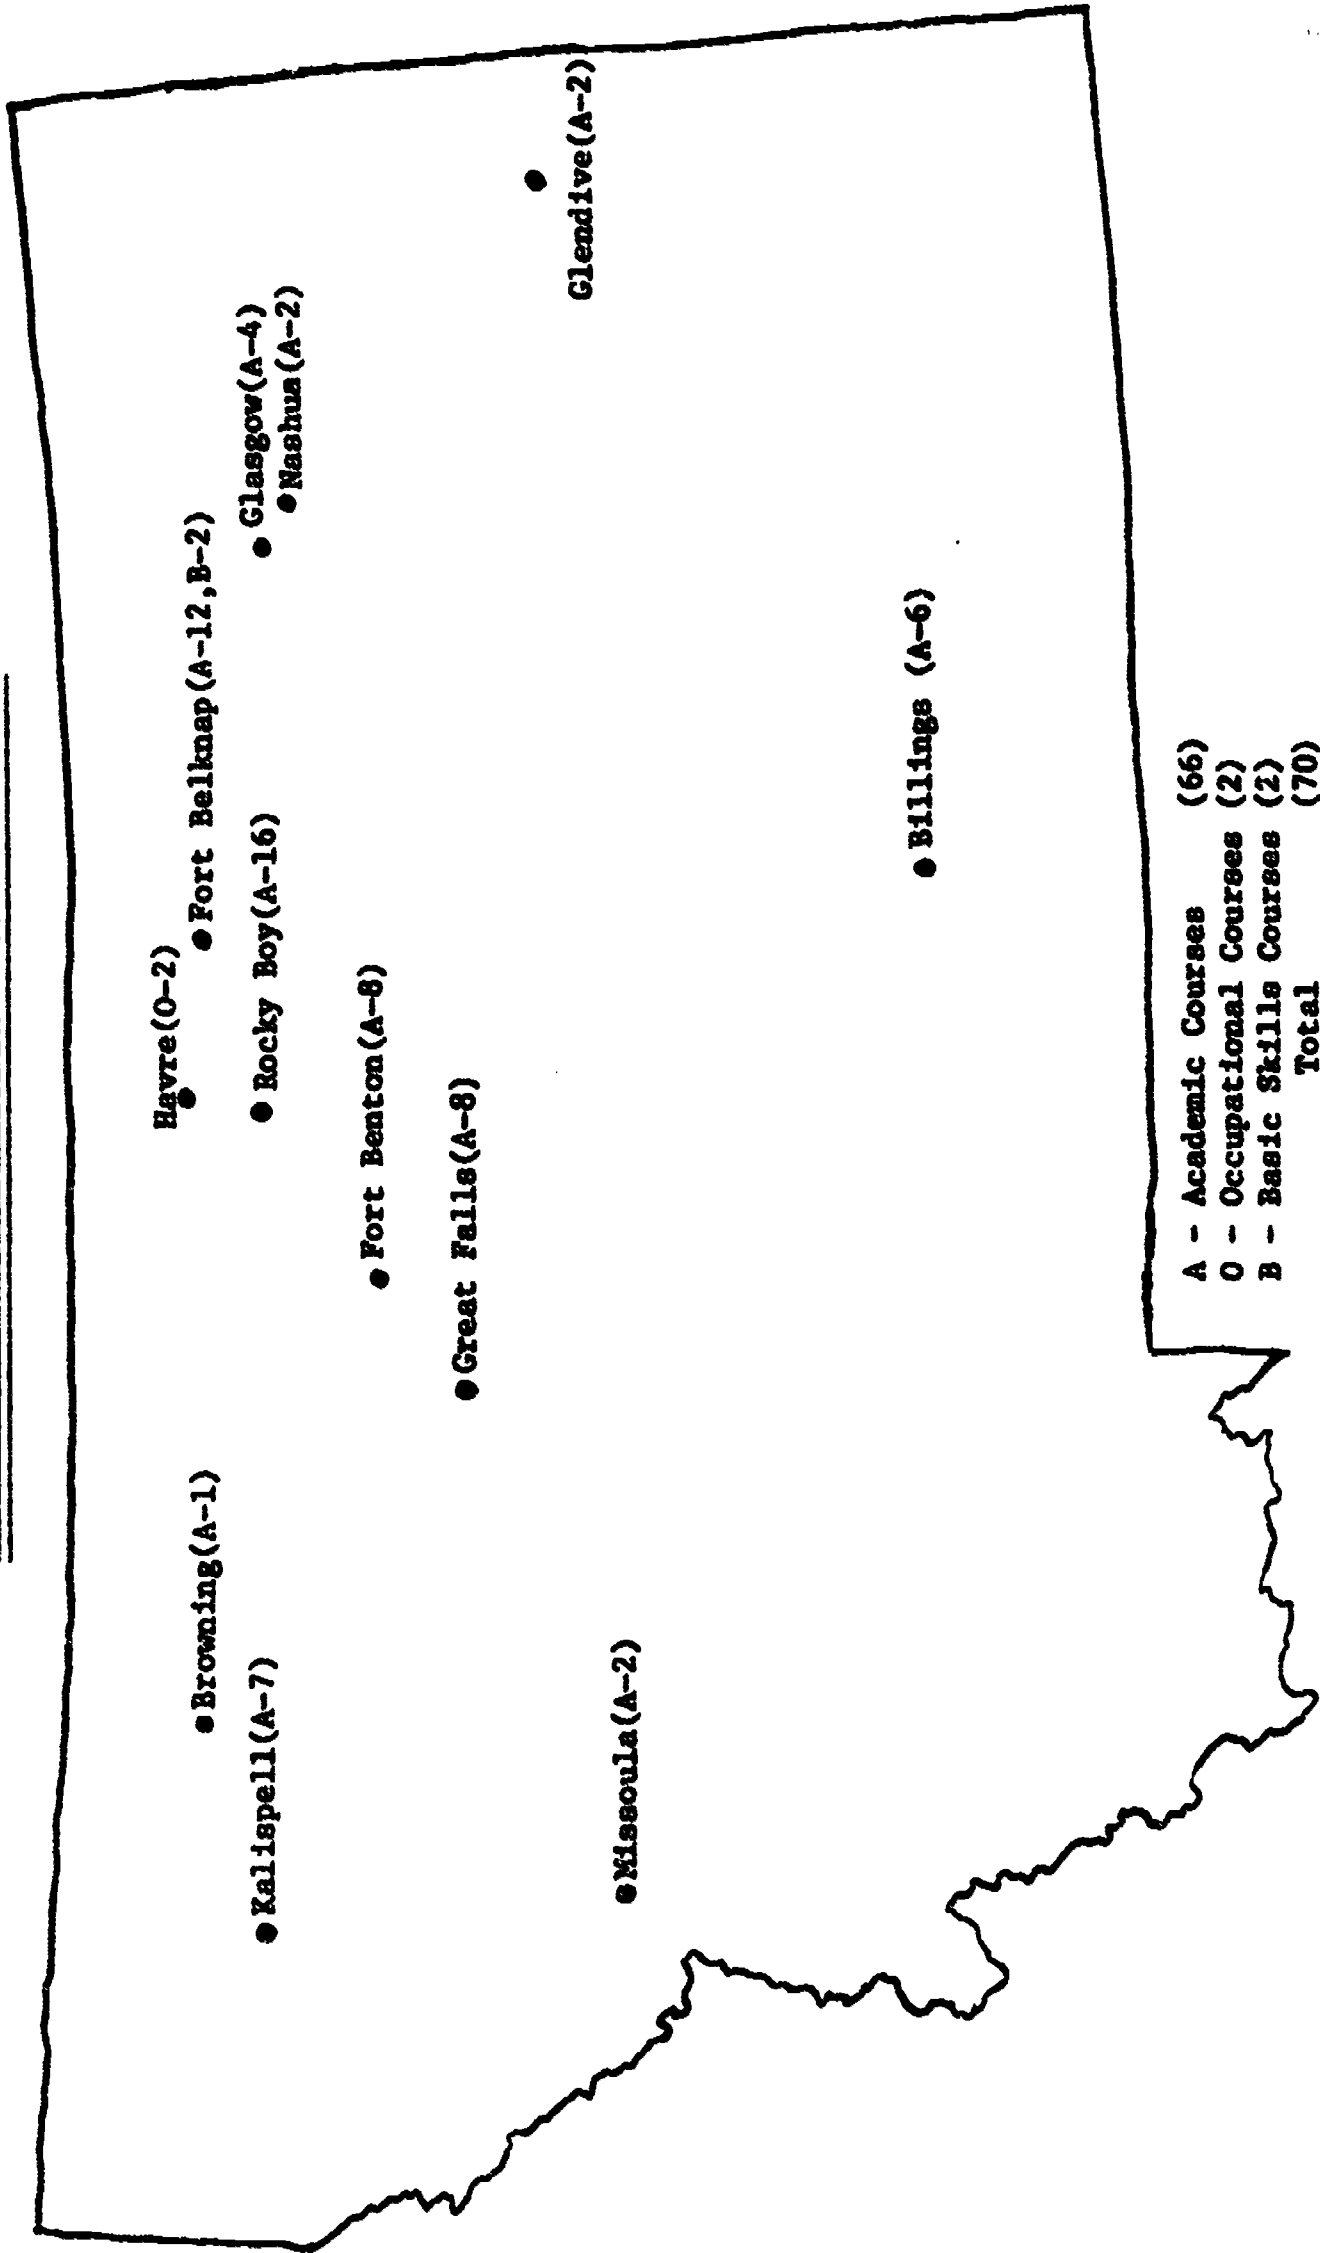 Havre(O-2)
Fort Belknap(A-12,B-2)
Browning(A-1)
Glasgow(A-4)
Rocky Boy(A-16)
Kalispell(A-7)
Nashua(A-2)
Fort Benton(A-8)
Great Falls(A-8)
Glendive(A-2)
Missoula(A-2)
Billings (A-6)
A - Academic Courses (66)
O - Occupational Courses (2)
B - Basic Skills Courses (2)
Total (70)